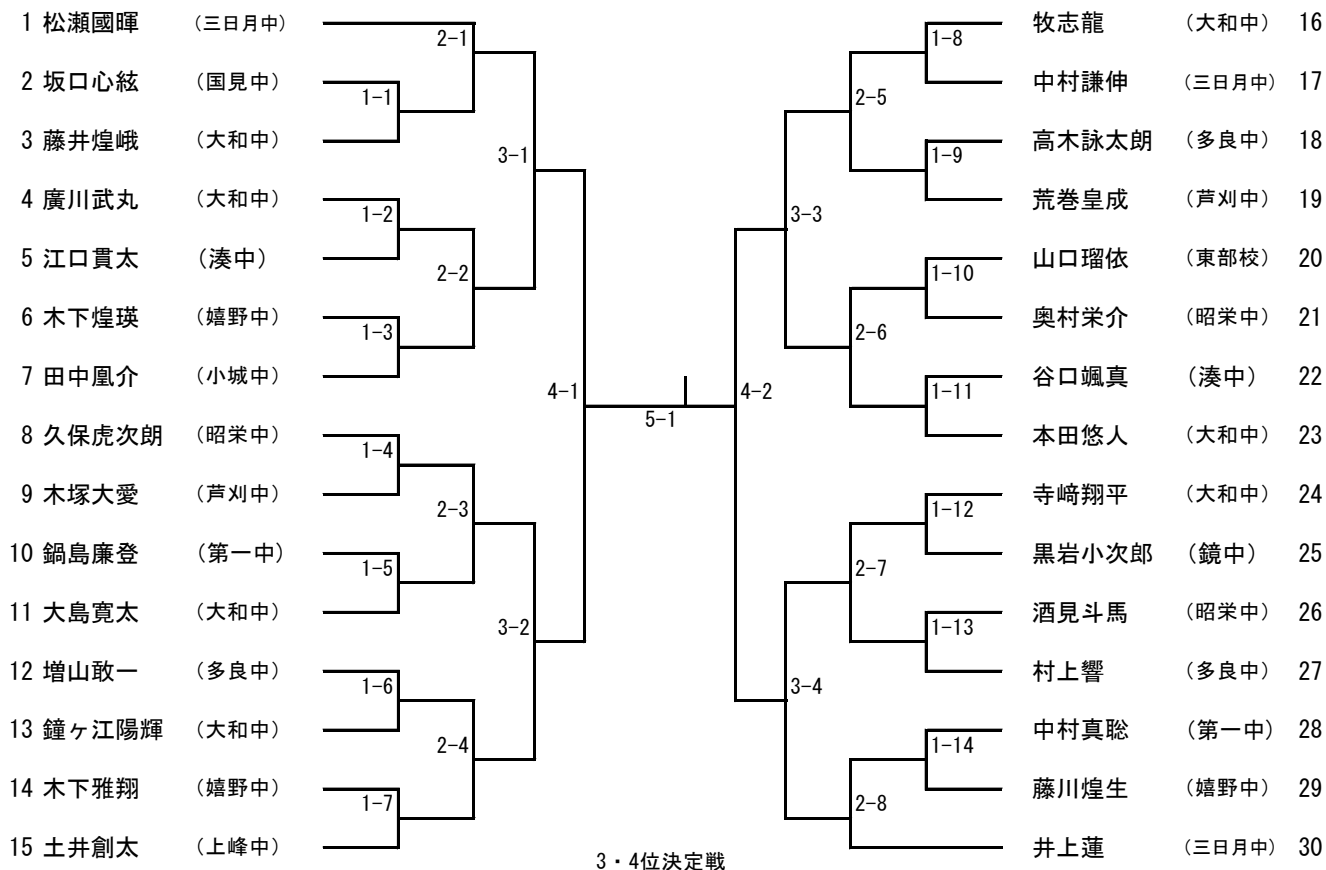 1 松瀬國暉 （三日月中）
2 坂口心絃 （国見中）
3 藤井煌峨 （大和中）
4 廣川武丸 （大和中）
5 江口貫太 （湊中）
6 木下煌瑛 （嬉野中）
7 田中凰介 （小城中）
8 久保虎次朗 （昭栄中）
9 木塚大愛 （芦刈中）
10 鍋島廉登 （第一中）
11 大島寛太 （大和中）
12 増山敢一 （多良中）
13 鐘ヶ江陽輝 （大和中）
14 木下雅翔 （嬉野中）
15 土井創太 （上峰中）
1-1
1-2
1-3
1-4
1-5
1-6
1-7
2-1
2-2
2-3
2-4
3-1
3-2
4-1
5-1
4-2
3-3
3-4
2-5
2-6
2-7
2-8
1-8
1-9
1-10
1-11
1-12
1-13
1-14
牧志龍 （大和中） 16
中村謙伸 （三日月中） 17
高木詠太朗 （多良中） 18
荒巻皇成 （芦刈中） 19
山口瑠依 （東部校） 20
奥村栄介 （昭栄中） 21
谷口颯真 （湊中） 22
本田悠人 （大和中） 23
寺﨑翔平 （大和中） 24
黒岩小次郎 （鏡中） 25
酒見斗馬 （昭栄中） 26
村上響 （多良中） 27
中村真聡 （第一中） 28
藤川煌生 （嬉野中） 29
井上蓮 （三日月中） 30
3・4位決定戦